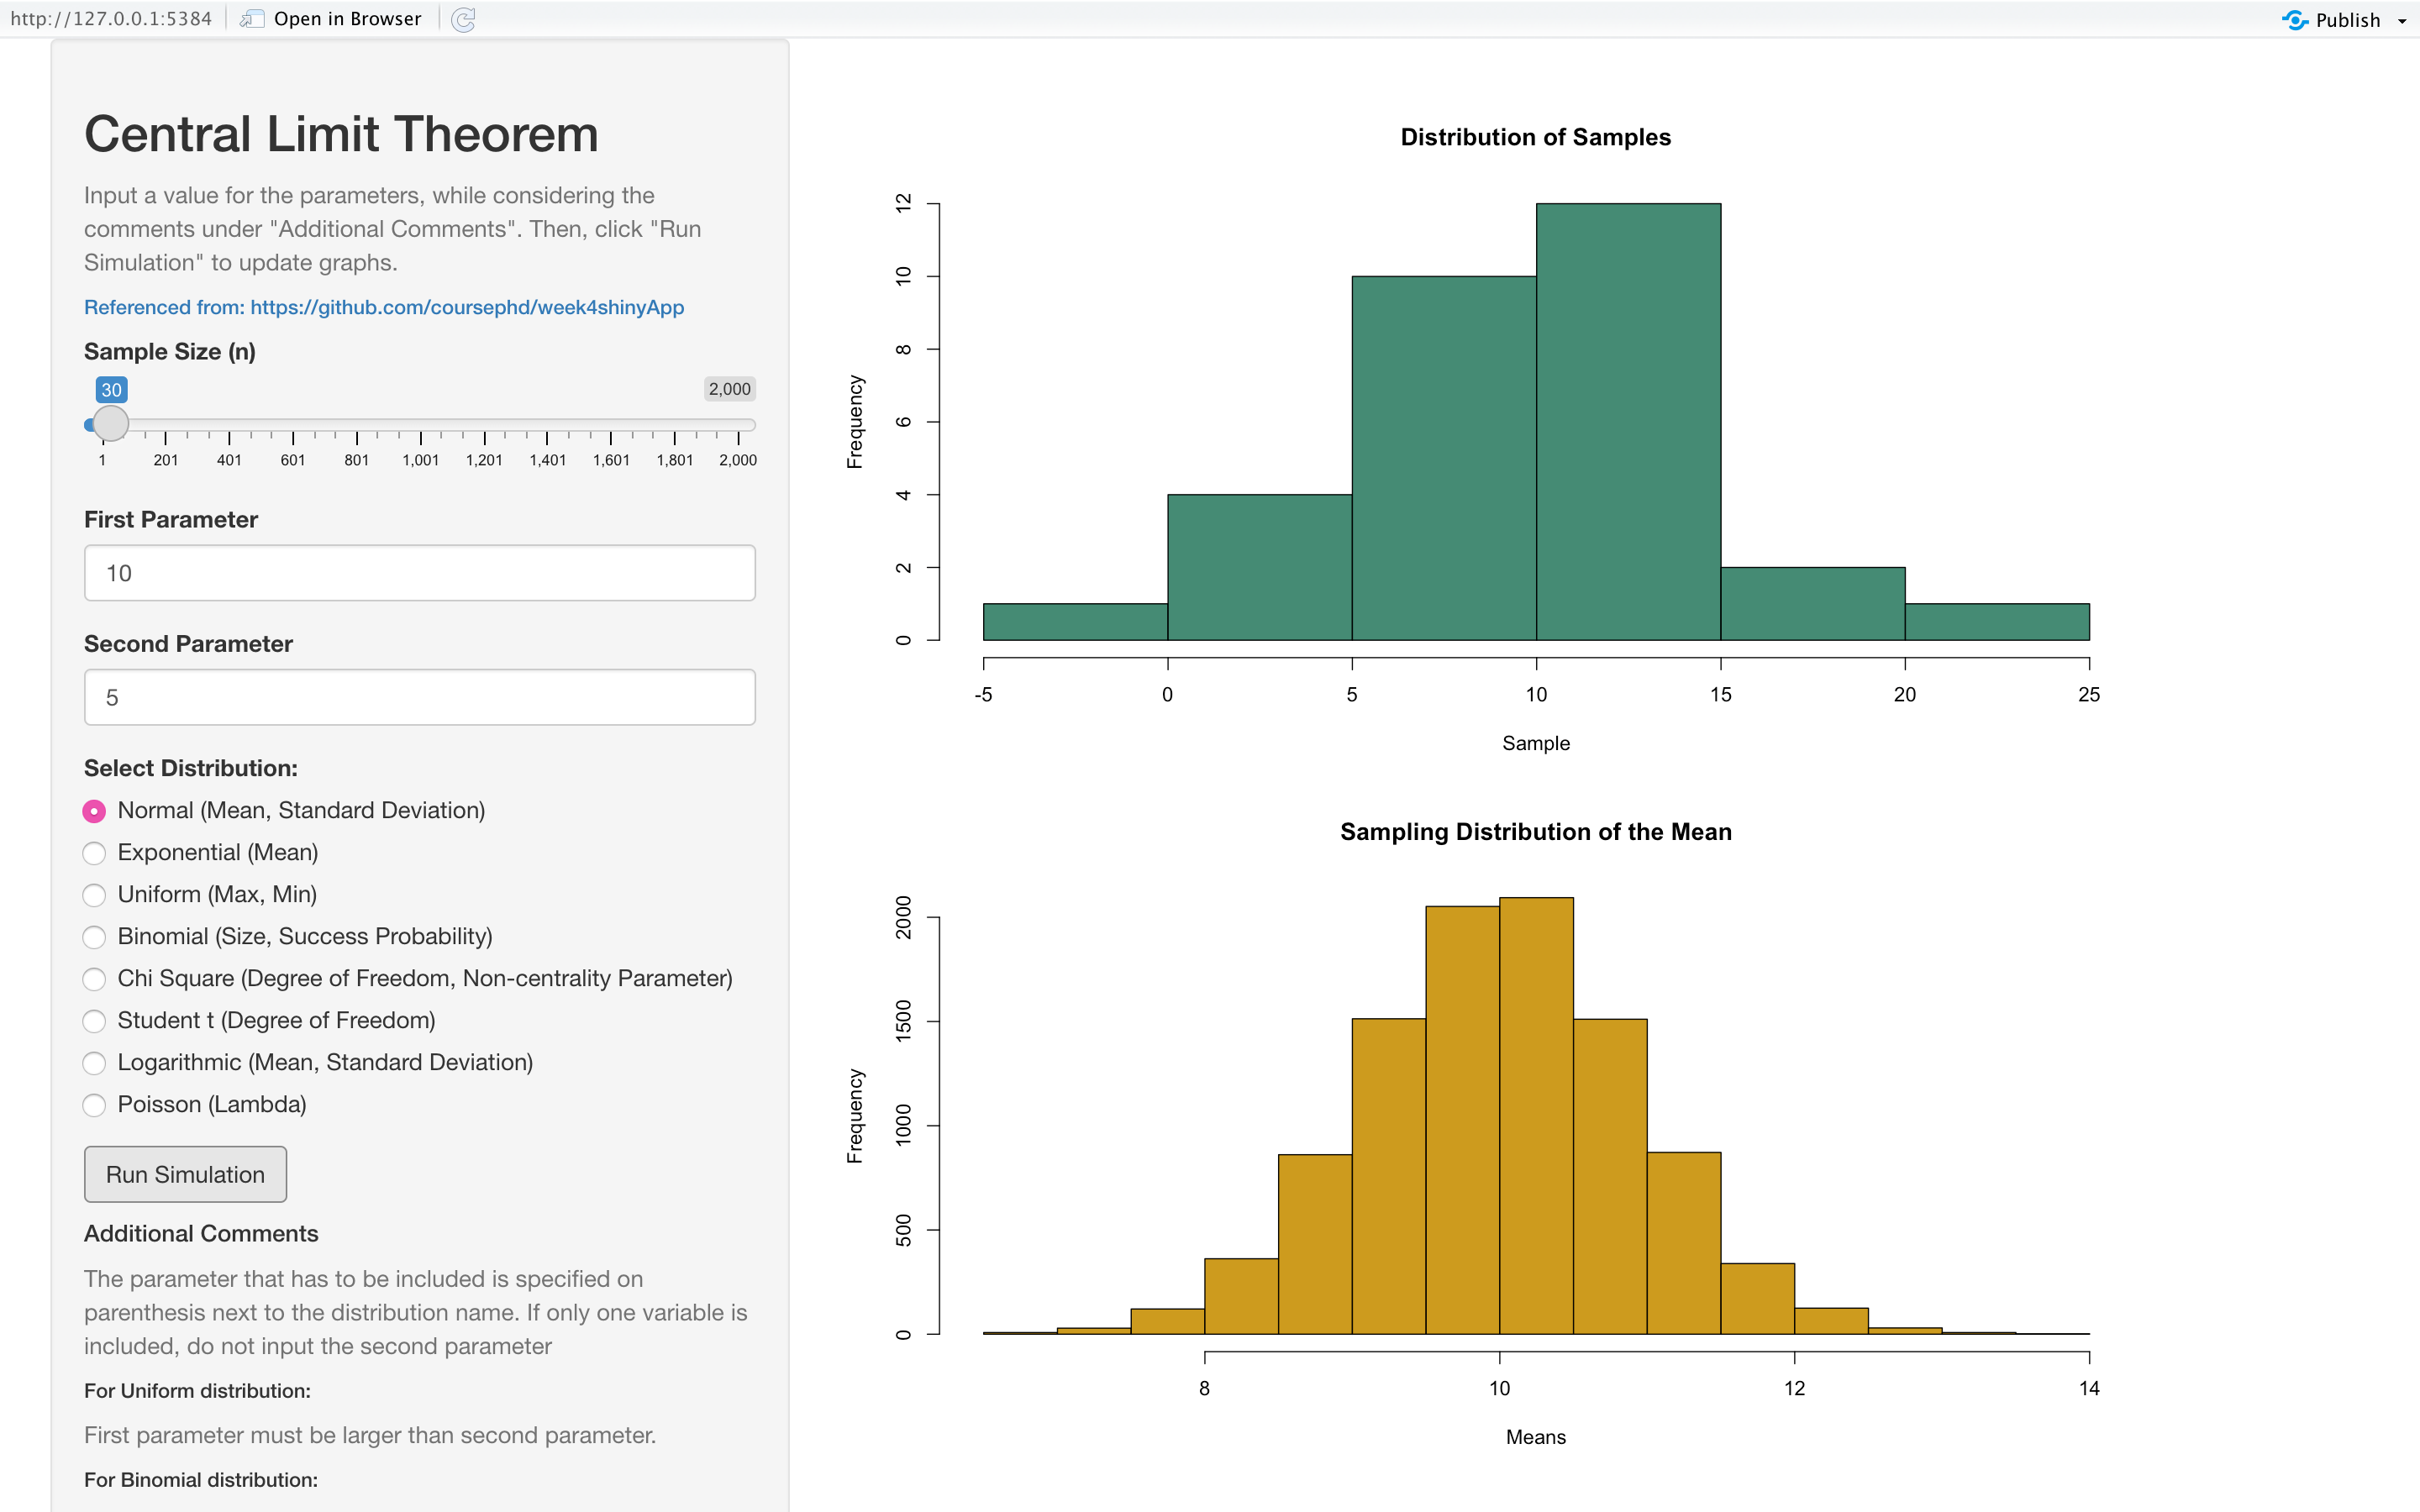 http://127.0.0.1:5384
Open in Browser
Publish
Central Limit Theorem
Input a value for the parameters, while considering the
comments under "Additional Comments". Then, click "Run
Simulation" to update graphs.
Referenced from: https://github.com/coursephd/week4shinyApp
Sample Size (n)
30
2,000
1 201 401 601 801 1,001 1,201 1,401 1,601 1,801 2,000
First Parameter
10
Second Parameter
5
Select Distribution:
Normal (Mean, Standard Deviation)
Exponential (Mean)
Uniform (Max, Min)
Binomial (Size, Success Probability)
Chi Square (Degree of Freedom, Non-centrality Parameter)
Student t (Degree of Freedom)
Logarithmic (Mean, Standard Deviation)
Poisson (Lambda)
Run Simulation
Additional Comments
The parameter that has to be included is specified on
parenthesis next to the distribution name. If only one variable is
included, do not input the second parameter
For Uniform distribution:
First parameter must be larger than second parameter.
For Binomial distribution:
Distribution of Samples
Frequency
12
10
8
6
4
2
0
-5 0 5 10 15 20 25
Sample
Sampling Distribution of the Mean
Frequency
2000
1500
1000
500
0
8 10 12 14
Means